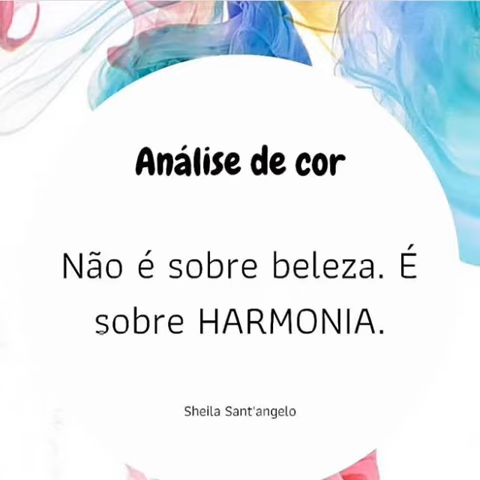 Análise de cor
Não é sobre beleza. É
sobre HARMONIA.
Sheila Sant'angelo